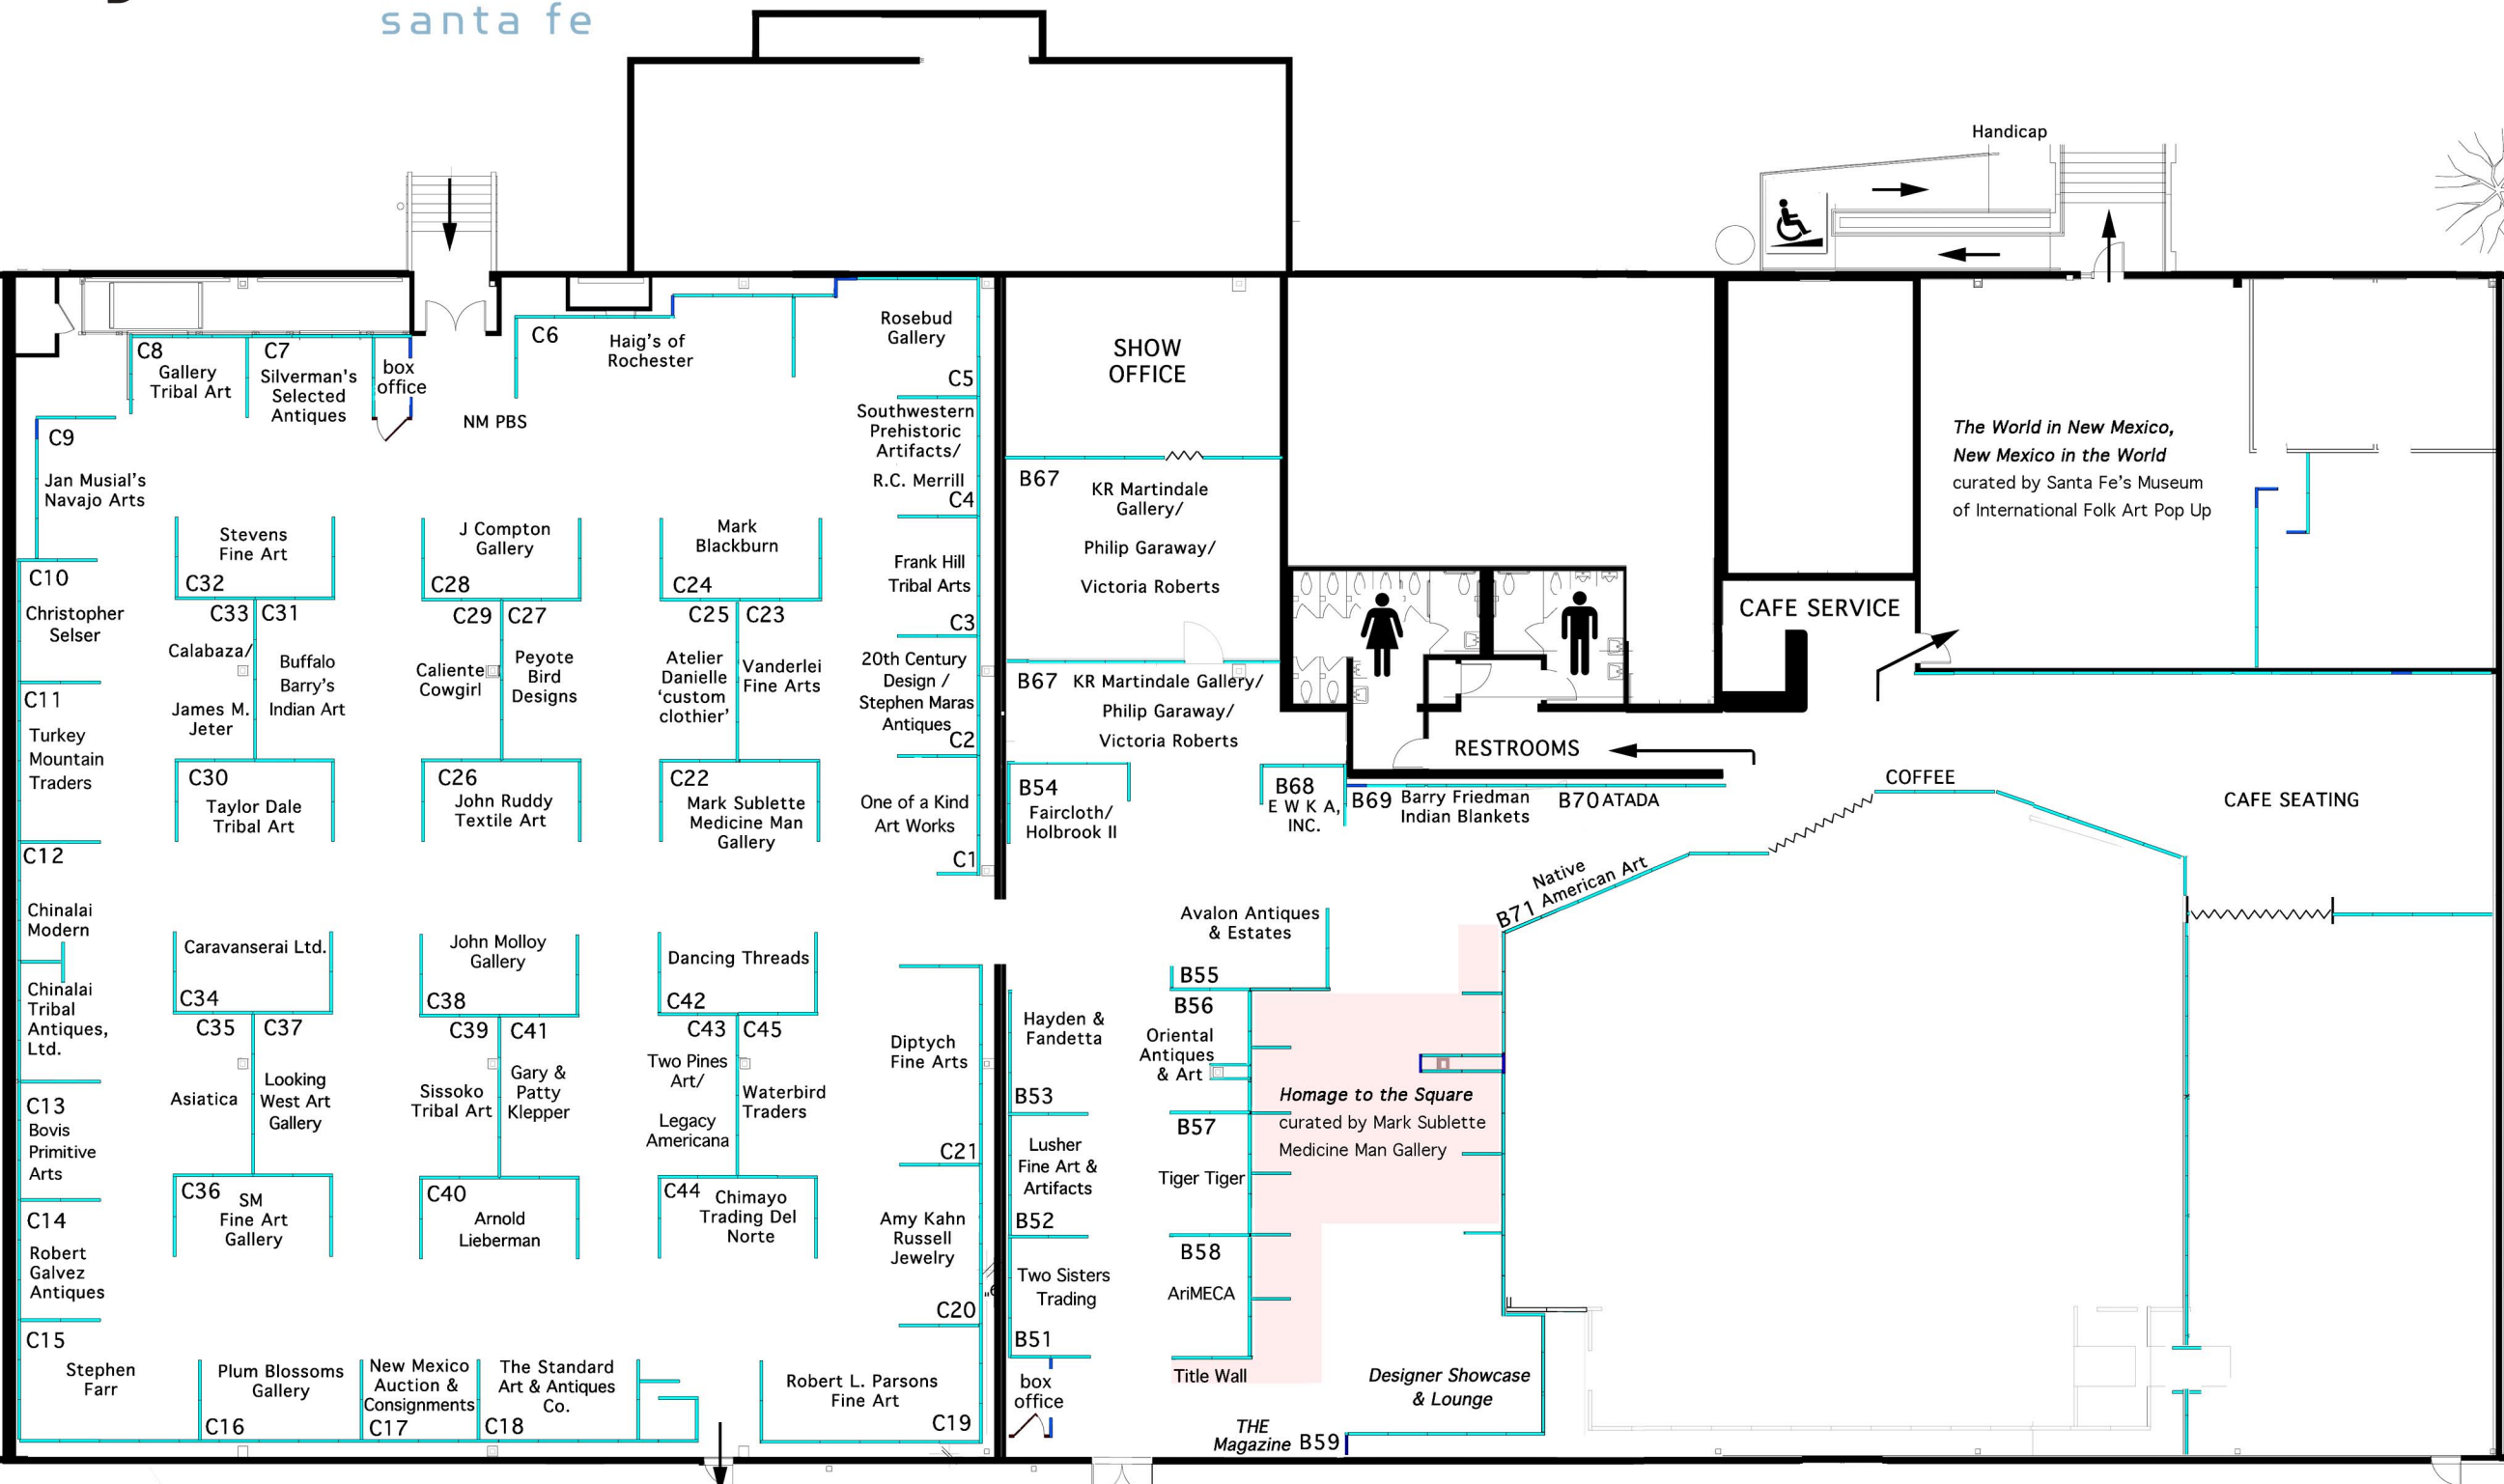 santa fe
Handicap
C8
Gallery
Tribal Art
C7
Silverman's
Selected
Antiques
box
office
NM PBS
C6
Haig's of
Rochester
Rosebud
Gallery
C5
Southwestern
Prehistoric
Artifacts/
R.C. Merrill
C4
Frank Hill
Tribal Arts
C3
20th Century
Design /
Stephen Maras
Antiques
C2
One of a Kind
Art Works
C1
C9
Jan Musial's
Navajo Arts
C10
Christopher
Selser
C11
Turkey
Mountain
Traders
C12
Chinalai
Modern
Chinalai
Tribal
Antiques,
Ltd.
C13
Bovis
Primitive
Arts
C14
Robert
Galvez
Antiques
C15
Stephen
Farr
Stevens
Fine Art
C32
C33
Calabaza/
James M.
Jeter
C31
Buffalo
Barry's
Indian Art
C30
Taylor Dale
Tribal Art
J Compton
Gallery
C28
C29
Caliente
Cowgirl
C27
Peyote
Bird
Designs
C26
John Ruddy
Textile Art
Mark
Blackburn
C24
C25
Atelier
Danielle
‘custom
clothier’
C23
Vanderlei
Fine Arts
C22
Mark Sublette
Medicine Man
Gallery
Caravanserai Ltd.
C34
C35
Asiatica
C37
Looking
West Art
Gallery
C36
SM
Fine Art
Gallery
John Molloy
Gallery
C38
C39
Sissoko
Tribal Art
C41
Gary &
Patty
Klepper
C40
Arnold
Lieberman
Dancing Threads
C42
C43
Two Pines
Art/
Legacy
Americana
C45
Waterbird
Traders
C44
Chimayo
Trading Del
Norte
Diptych
Fine Arts
C21
Amy Kahn
Russell
Jewelry
C20
Plum Blossoms
Gallery
C16
New Mexico
Auction &
Consignments
C17
The Standard
Art & Antiques
Co.
C18
Robert L. Parsons
Fine Art
C19
SHOW
OFFICE
B67
KR Martindale
Gallery/
Philip Garaway/
Victoria Roberts
B67
KR Martindale Gallery/
Philip Garaway/
Victoria Roberts
B54
Faircloth/
Holbrook II
B68
E W K A,
INC.
B69
Barry Friedman
Indian Blankets
B70 ATADA
RESTROOMS
CAFE SERVICE
COFFEE
CAFE SEATING
The World in New Mexico,
New Mexico in the World
curated by Santa Fe's Museum
of International Folk Art Pop Up
B71
Native
American Art
Avalon Antiques
& Estates
B55
B56
Oriental
Antiques
& Art
B57
Tiger Tiger
B58
AriMECA
Hayden &
Fandetta
B53
Lusher
Fine Art &
Artifacts
B52
Two Sisters
Trading
B51
box
office
Title Wall
Homage to the Square
curated by Mark Sublette
Medicine Man Gallery
Designer Showcase
& Lounge
THE
Magazine
B59